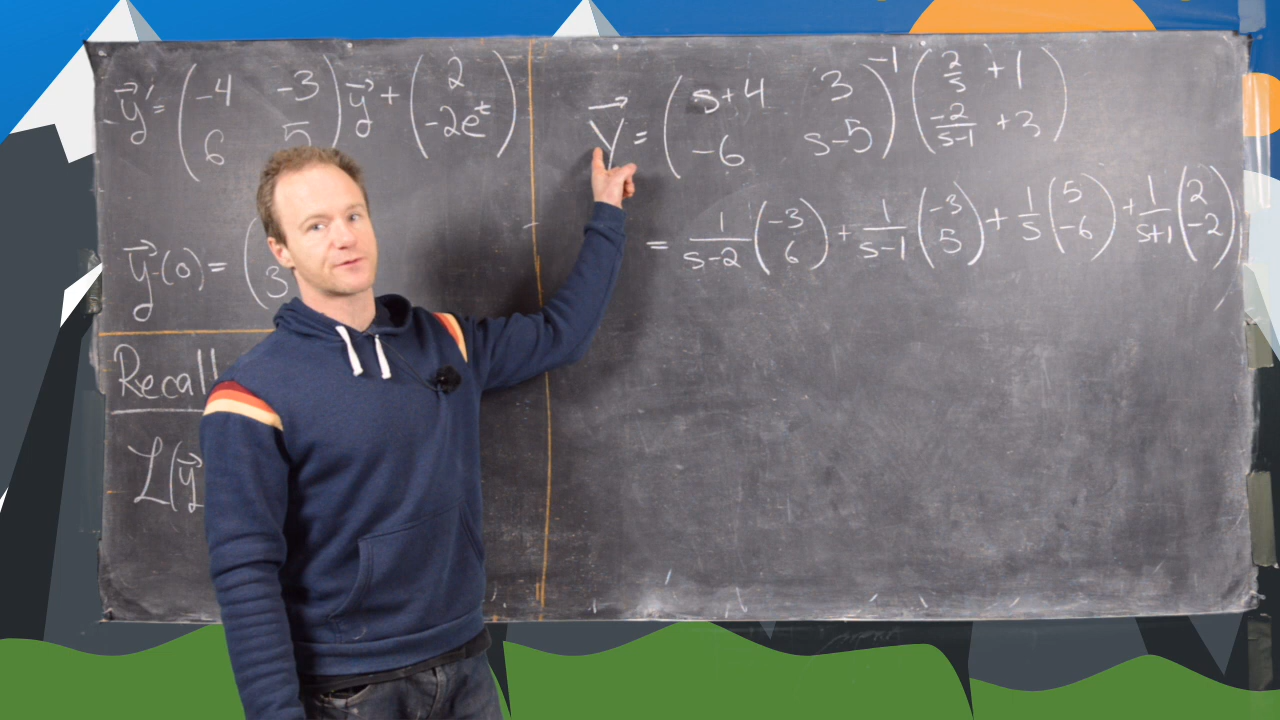 y⃗' = ( -4 -3 ; 6 5 ) y⃗ + ( 2 ; -2e^t )
y⃗(0) = ( 3
Recall
ℒ(y⃗
Y⃗ = ( s+4 3 ; -6 s-5 )^-1 ( 2/s + 1 ; -2/(s-1) + 3 )
= 1/(s-2) ( -3 ; 6 ) + 1/(s-1) ( -3 ; 5 ) + 1/s ( 5 ; -6 ) + 1/(s+1) ( 2 ; -2 )